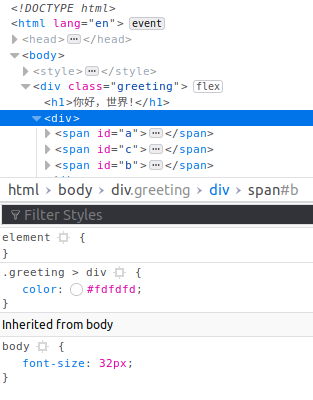 <!DOCTYPE html>
<html lang="en"> event
<head> ··· </head>
<body>
<style> ··· </style>
<div class="greeting"> flex
<h1>你好，世界!</h1>
<div>
<span id="a"> ··· </span>
<span id="c"> ··· </span>
<span id="b"> ··· </span>
html > body > div.greeting > div > span#b
Filter Styles
element {
}
.greeting > div {
color: #fdfdfd;
}
Inherited from body
body {
font-size: 32px;
}